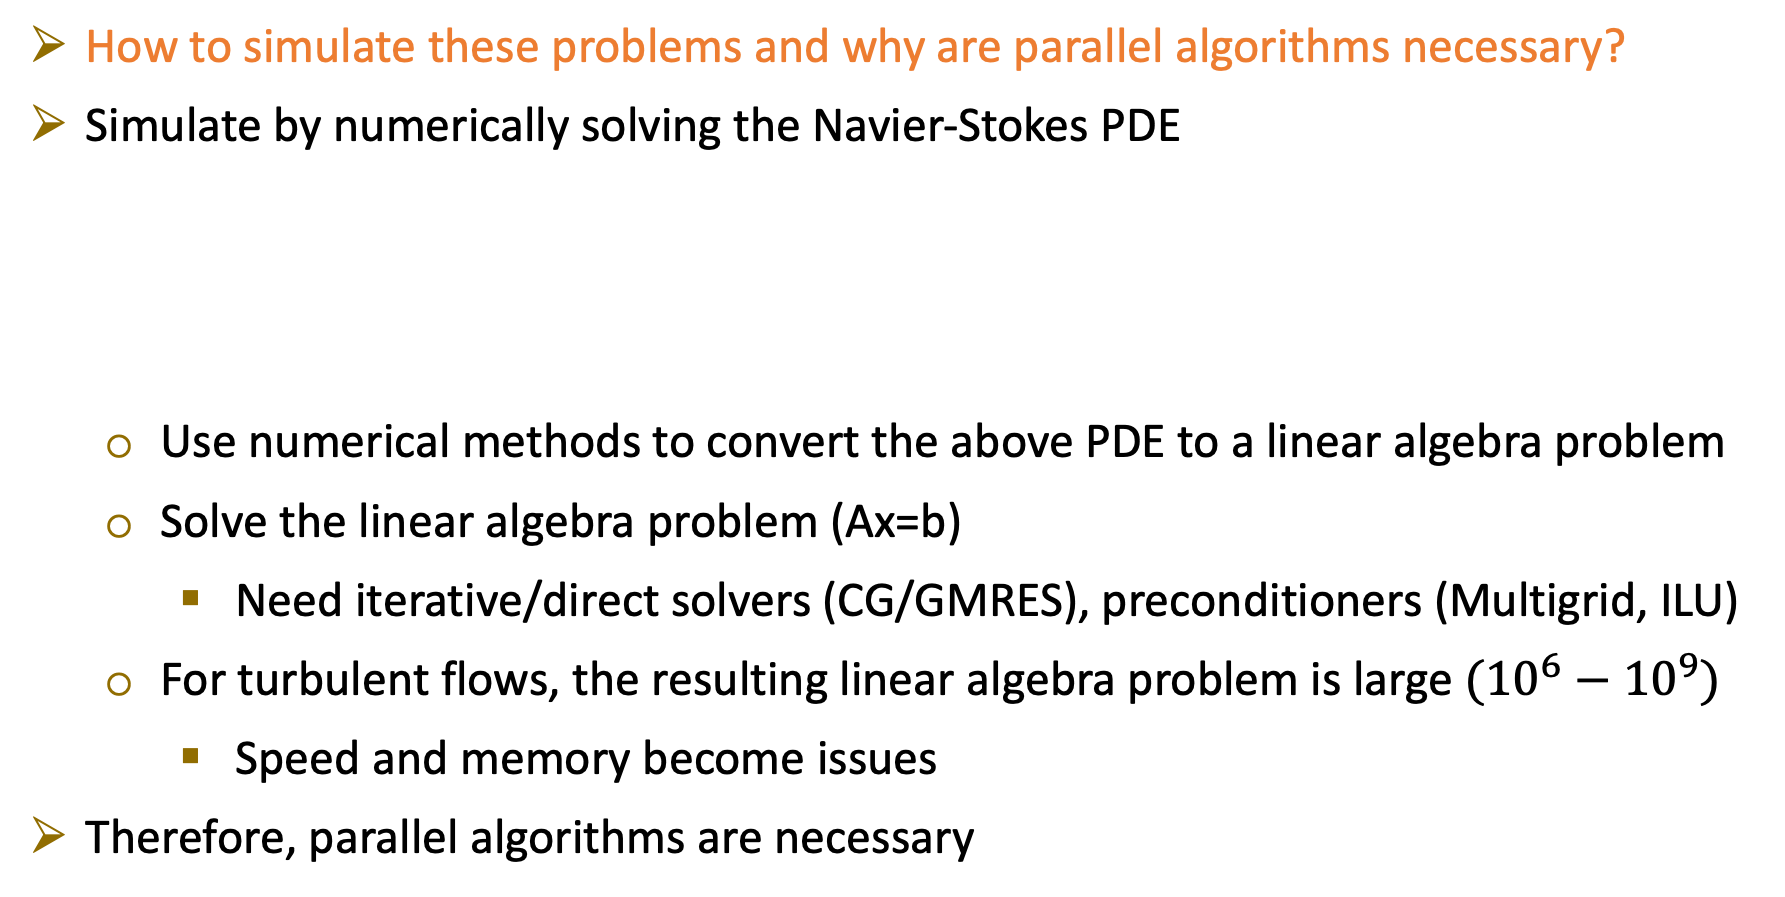 How to simulate these problems and why are parallel algorithms necessary?
Simulate by numerically solving the Navier-Stokes PDE
Use numerical methods to convert the above PDE to a linear algebra problem
Solve the linear algebra problem (Ax=b)
Need iterative/direct solvers (CG/GMRES), preconditioners (Multigrid, ILU)
For turbulent flows, the resulting linear algebra problem is large (10⁶ − 10⁹)
Speed and memory become issues
Therefore, parallel algorithms are necessary